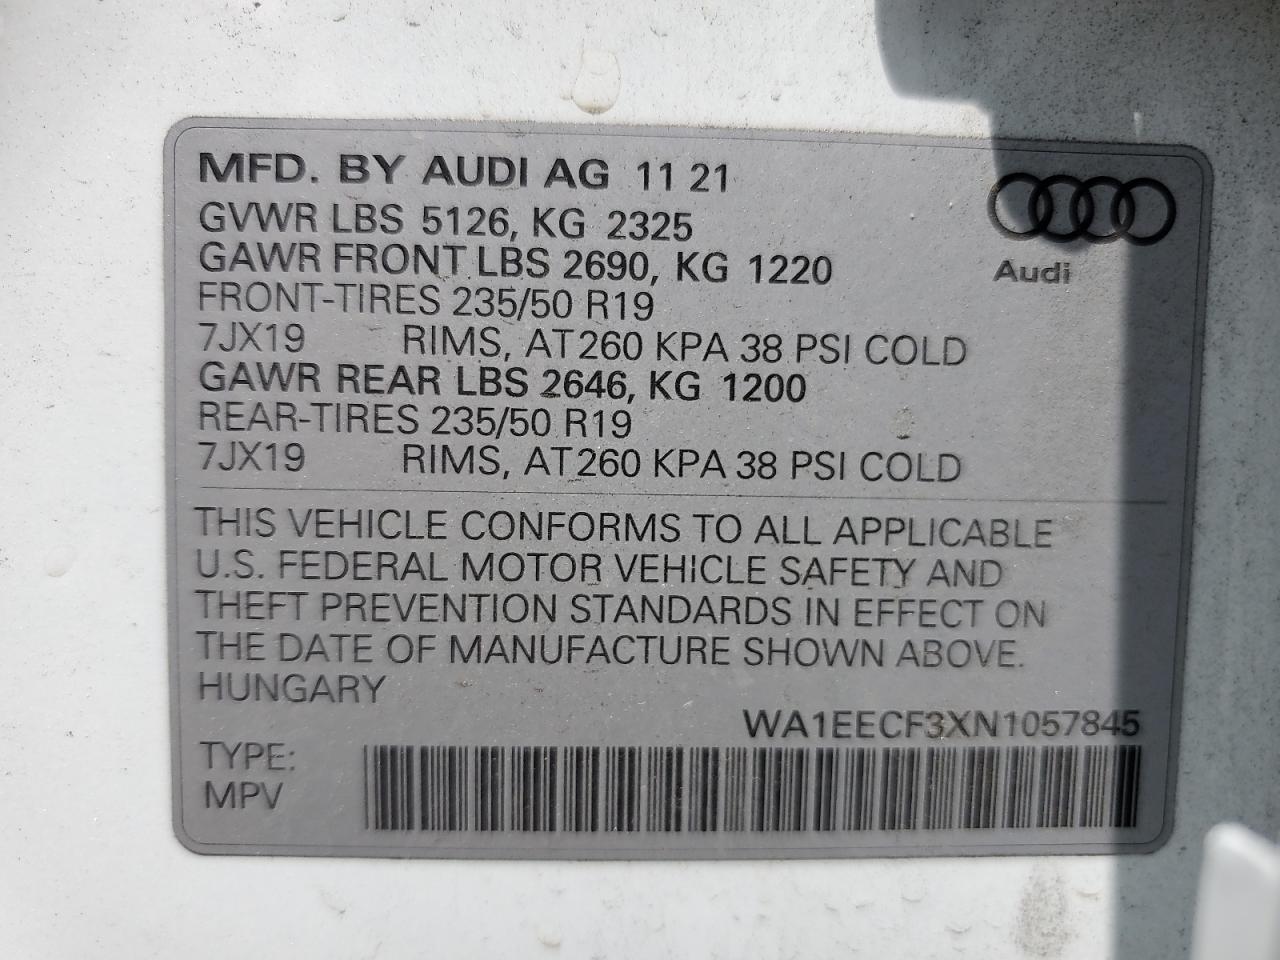 MFD. BY AUDI AG 11 21
GVWR LBS 5126, KG 2325
GAWR FRONT LBS 2690, KG 1220
FRONT-TIRES 235/50 R19
7JX19 RIMS, AT 260 KPA 38 PSI COLD
GAWR REAR LBS 2646, KG 1200
REAR-TIRES 235/50 R19
7JX19 RIMS, AT 260 KPA 38 PSI COLD
Audi
THIS VEHICLE CONFORMS TO ALL APPLICABLE
U.S. FEDERAL MOTOR VEHICLE SAFETY AND
THEFT PREVENTION STANDARDS IN EFFECT ON
THE DATE OF MANUFACTURE SHOWN ABOVE.
HUNGARY
WA1EECF3XN1057845
TYPE:
MPV